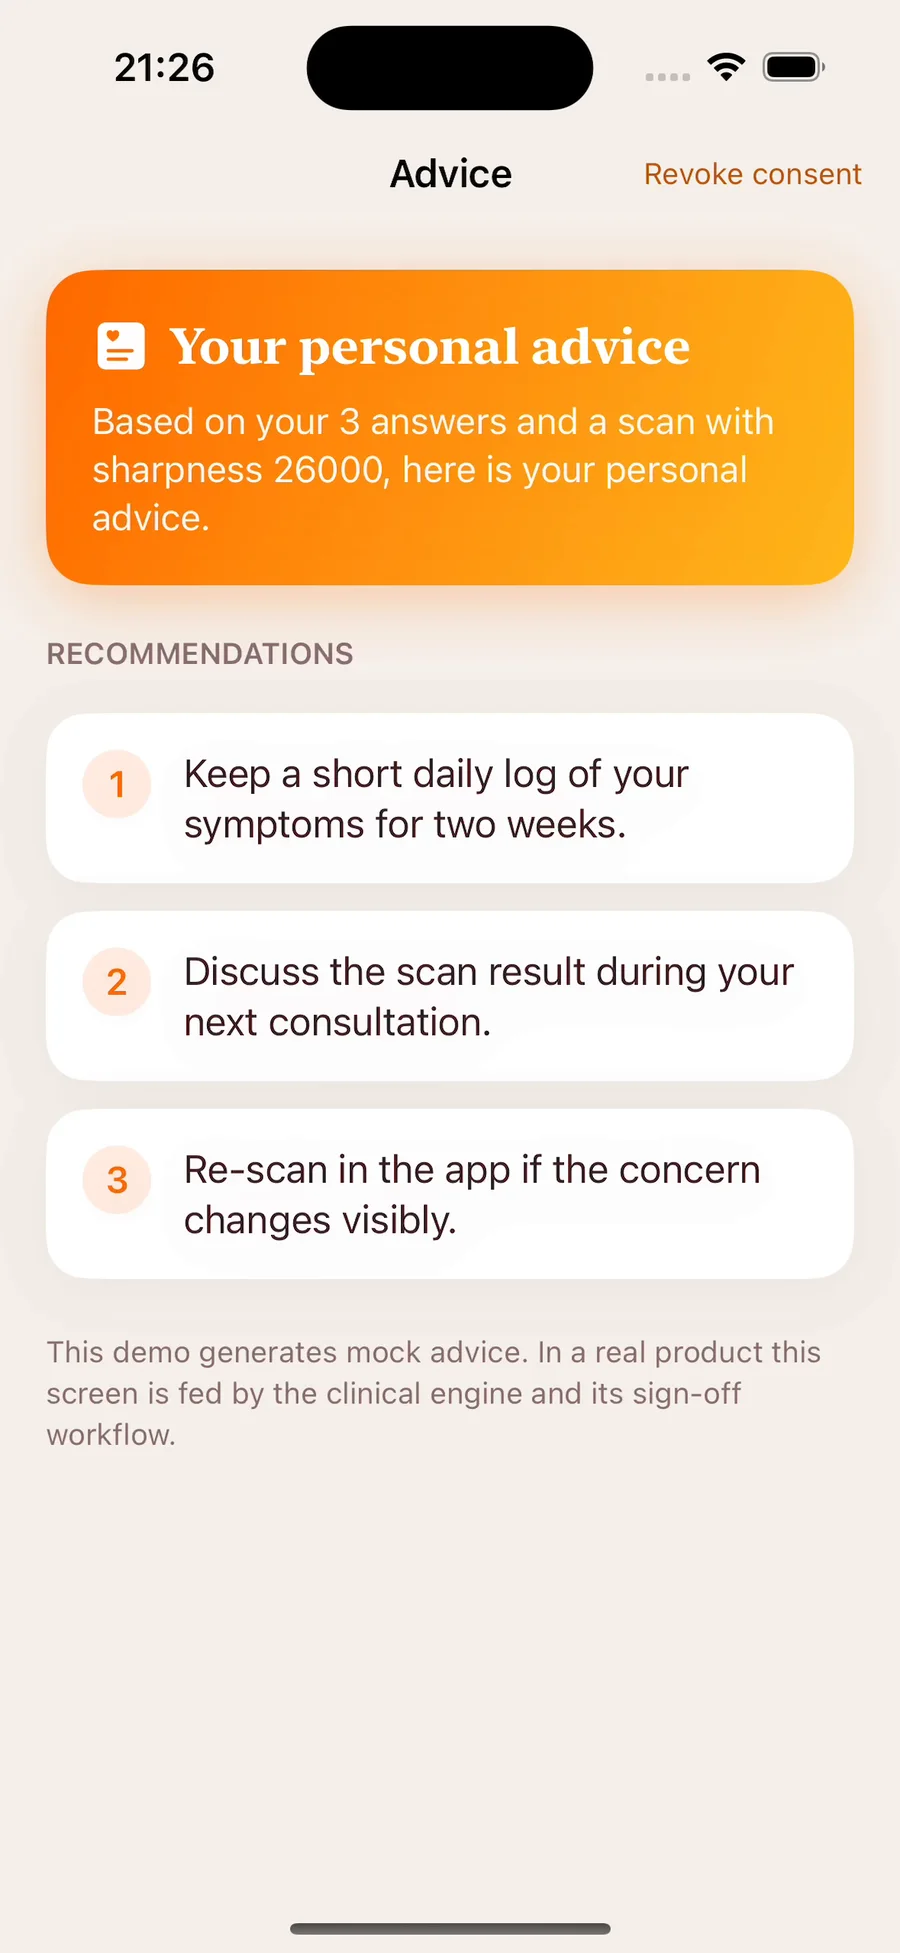 21:26
Advice
Revoke consent
Your personal advice
Based on your 3 answers and a scan with
sharpness 26000, here is your personal
advice.
RECOMMENDATIONS
1
Keep a short daily log of your
symptoms for two weeks.
2
Discuss the scan result during your
next consultation.
3
Re-scan in the app if the concern
changes visibly.
This demo generates mock advice. In a real product this
screen is fed by the clinical engine and its sign-off
workflow.